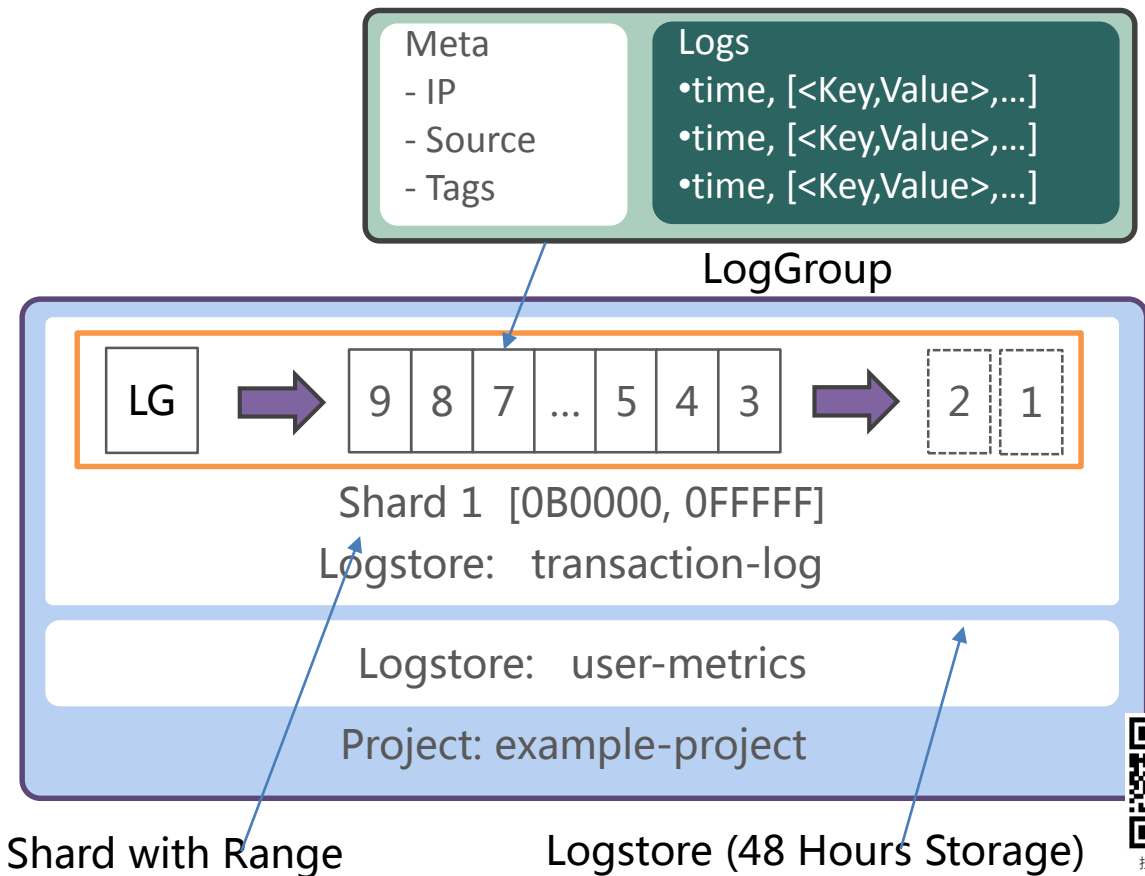 Meta
- IP
- Source
- Tags
Logs
•time, [<Key,Value>,...]
•time, [<Key,Value>,...]
•time, [<Key,Value>,...]
LogGroup
LG 9 8 7 ... 5 4 3 2 1
Shard 1 [0B0000, 0FFFFF]
Logstore: transaction-log
Logstore: user-metrics
Project: example-project
Shard with Range
Logstore (48 Hours Storage)